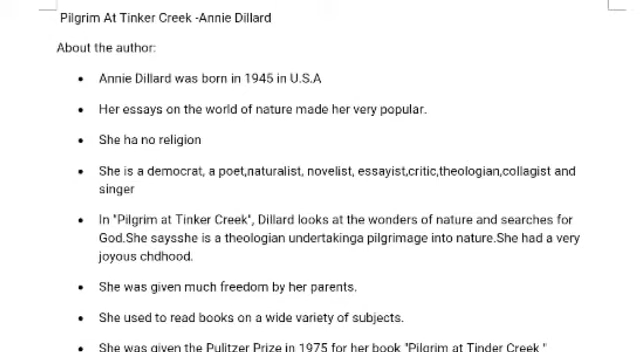 Pilgrim At Tinker Creek -Annie Dillard
About the author:
• Annie Dillard was born in 1945 in U.S.A
• Her essays on the world of nature made her very popular.
• She ha no religion
• She is a democrat, a poet,naturalist, novelist, essayist,critic,theologian,collagist and
singer
• In "Pilgrim at Tinker Creek", Dillard looks at the wonders of nature and searches for
God.She saysshe is a theologian undertakinga pilgrimage into nature.She had a very
joyous chdhood.
• She was given much freedom by her parents.
• She used to read books on a wide variety of subjects.
• She was given the Pulitzer Prize in 1975 for her book "Pilgrim at Tinder Creek "